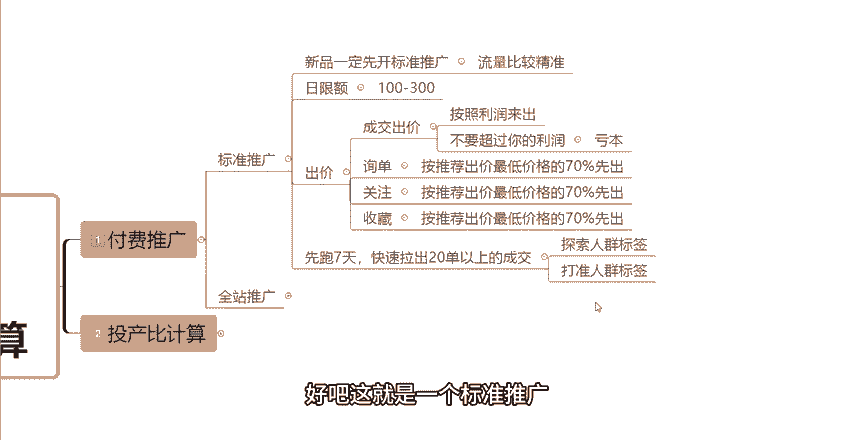 新品一定先开标准推广
流量比较精准
日限额
100-300
标准推广
出价
成交出价
按照利润来出
不要超过你的利润
亏本
询单
按推荐出价最低价格的70%先出
关注
按推荐出价最低价格的70%先出
收藏
按推荐出价最低价格的70%先出
先跑7天，快速拉出20单以上的成交
探索人群标签
打准人群标签
1 付费推广
全站推广
算
2 投产比计算
好吧这就是一个标准推广